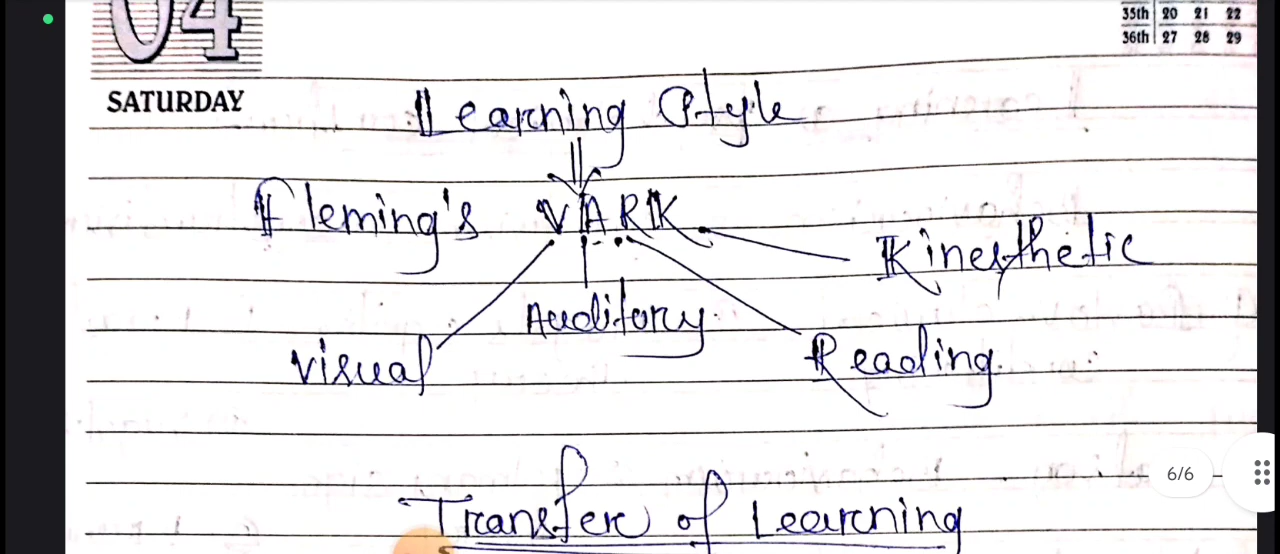 04
35th 20 21 22
36th 27 28 29
SATURDAY
Learning Style
Fleming's VARK
Kinesthetic
Auditory
Visual
Reading.
6/6
Transfer of Learning